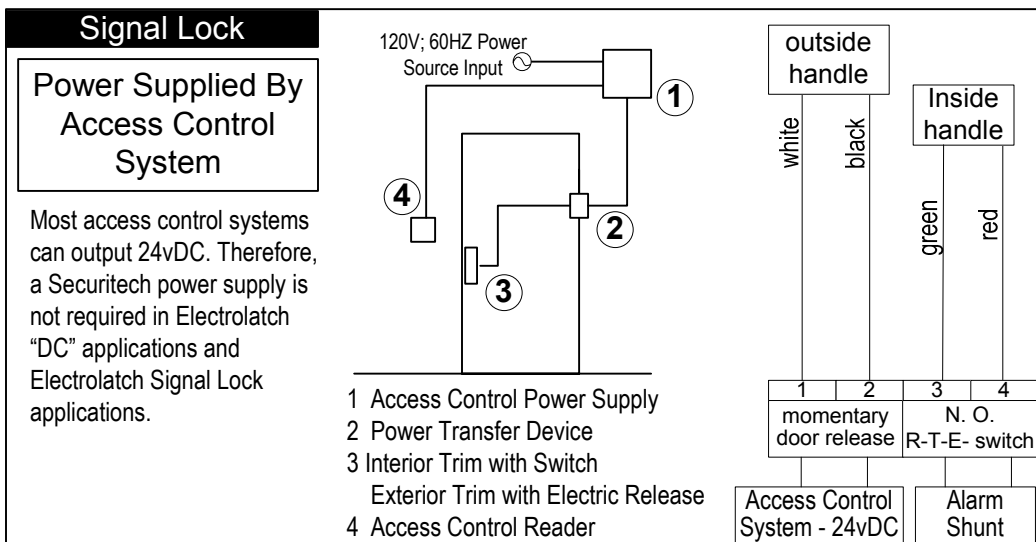 Signal Lock
Power Supplied By
Access Control
System
Most access control systems
can output 24vDC. Therefore,
a Securitech power supply is
not required in Electrolatch
“DC” applications and
Electrolatch Signal Lock
applications.
120V; 60HZ Power
Source Input
1
2
3
4
1 Access Control Power Supply
2 Power Transfer Device
3 Interior Trim with Switch
Exterior Trim with Electric Release
4 Access Control Reader
outside
handle
Inside
handle
white
black
green
red
1 2 3 4
momentary
door release
N. O.
R-T-E- switch
Access Control
System - 24vDC
Alarm
Shunt